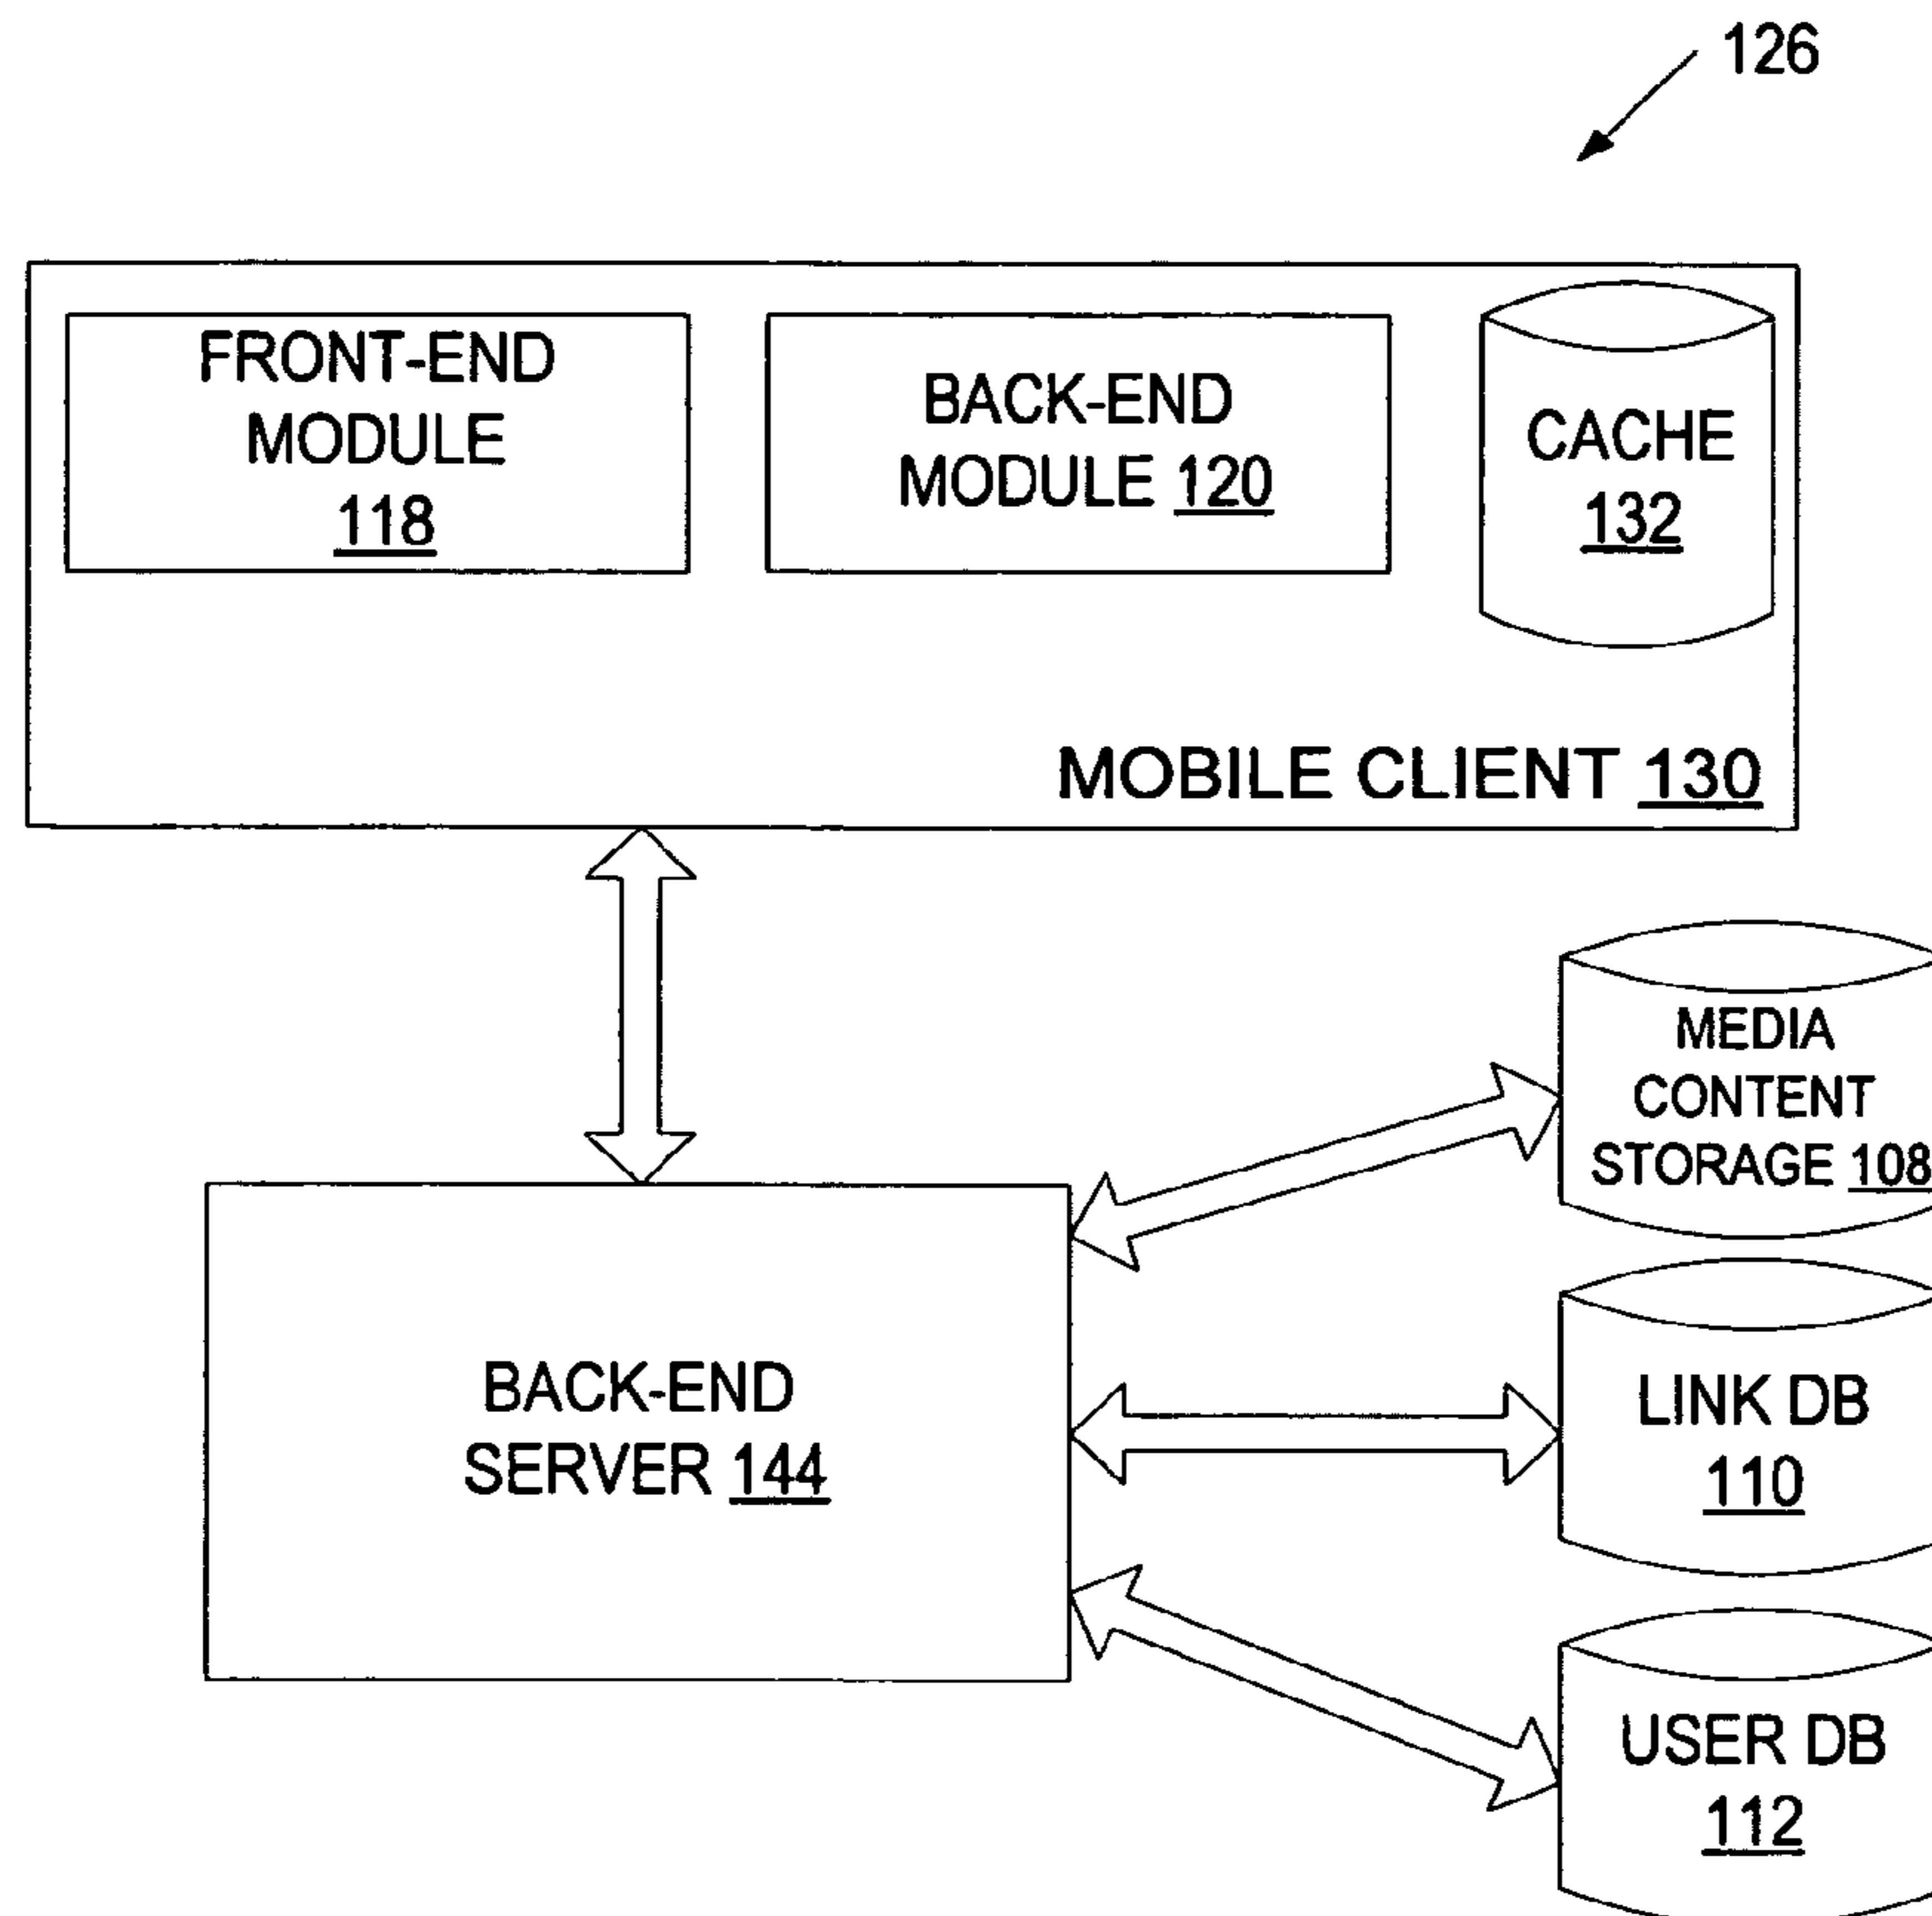 126
FRONT-END
MODULE
118
BACK-END
MODULE 120
CACHE
132
MOBILE CLIENT 130
MEDIA
CONTENT
STORAGE 108
BACK-END
SERVER 144
LINK DB
110
USER DB
112